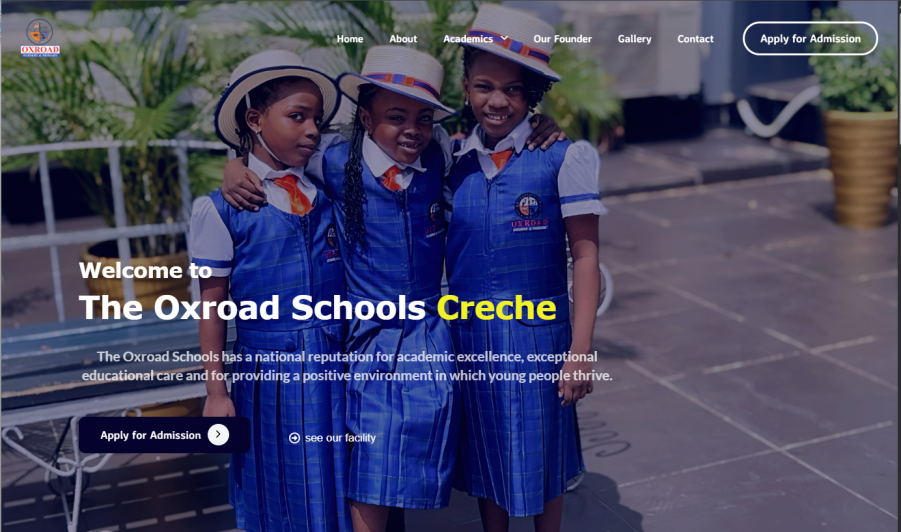 OXROAD
Home About Academics Our Founder Gallery Contact Apply for Admission
OXROAD
Welcome to
The Oxroad Schools Creche
The Oxroad Schools has a national reputation for academic excellence, exceptional
educational care and for providing a positive environment in which young people thrive.
Apply for Admission
see our facility